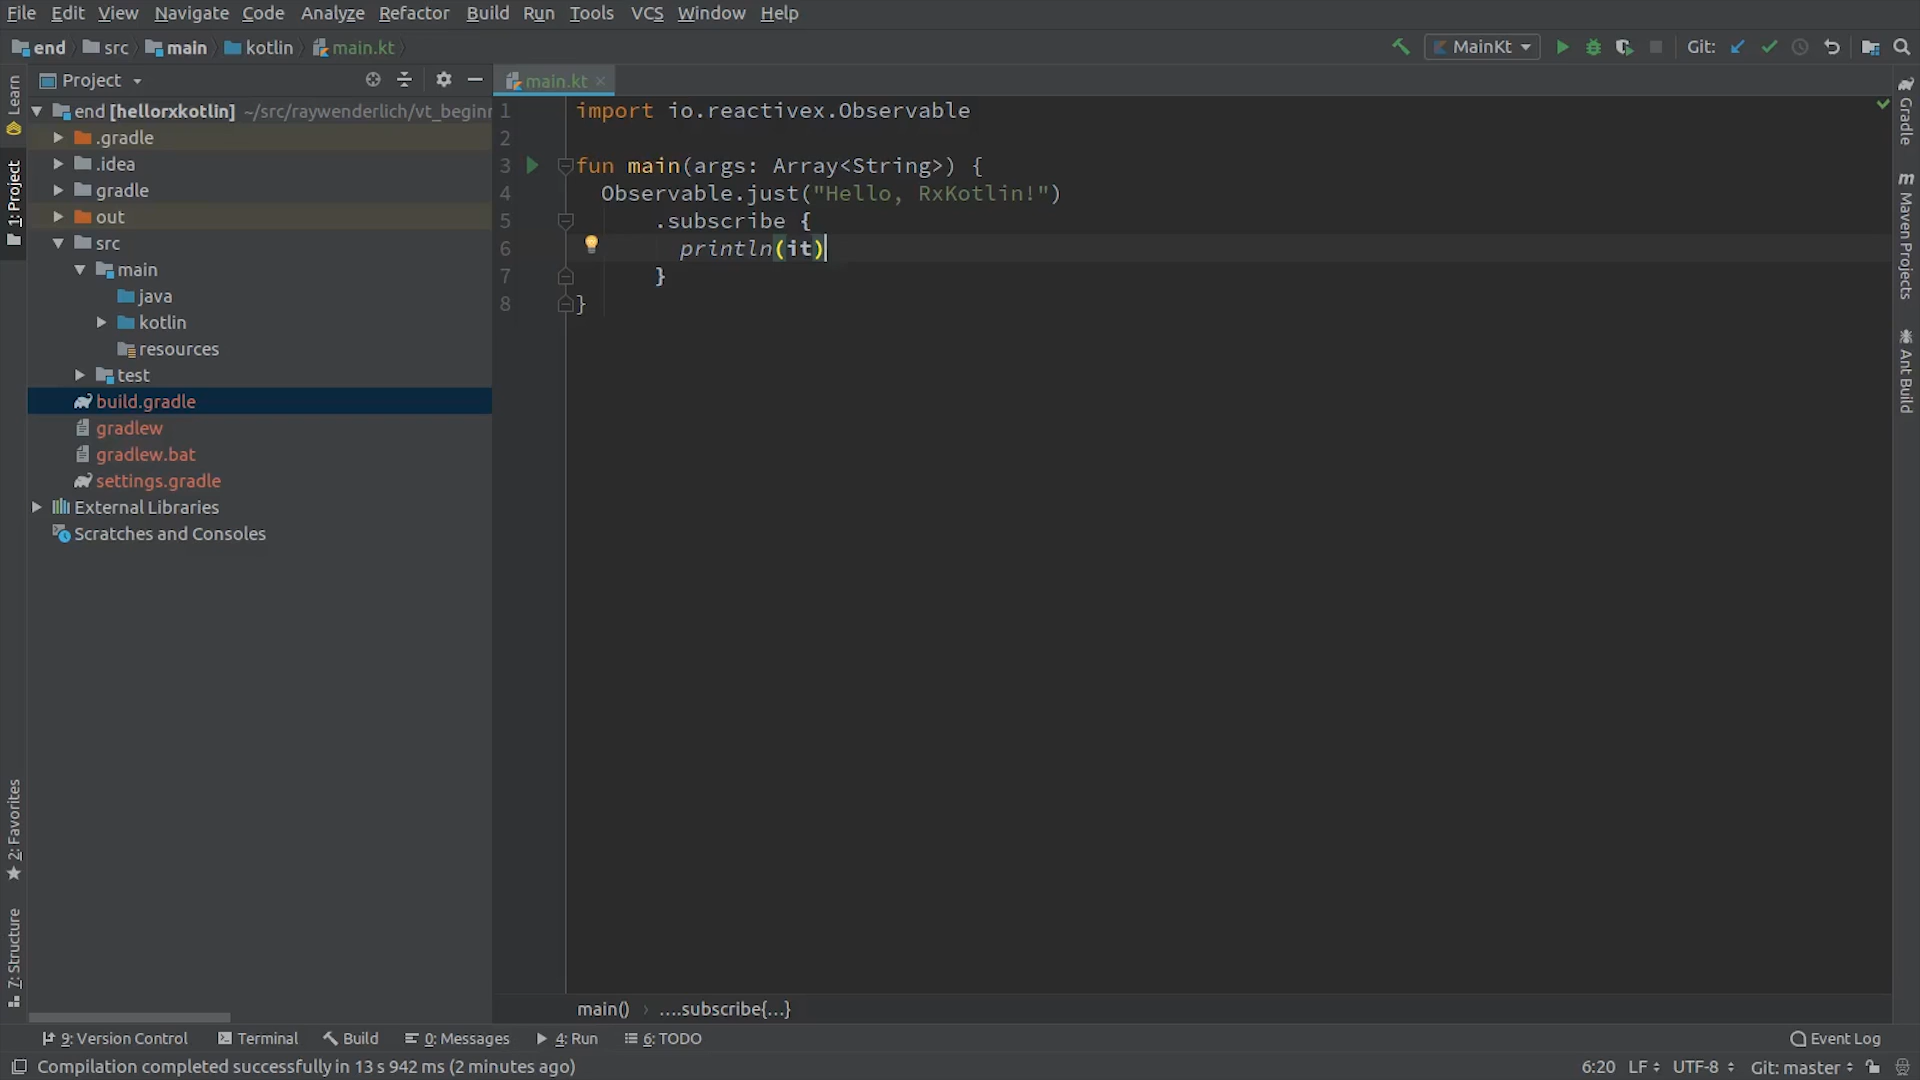 File Edit View Navigate Code Analyze Refactor Build Run Tools VCS Window Help
end src main kotlin main.kt MainKt Git:
Project main.kt
Learn
1: Project
2: Favorites
7: Structure
end [hellorxkotlin] ~/src/raywenderlich/vt_beginn
.gradle
.idea
gradle
out
src
main
java
kotlin
resources
test
build.gradle
gradlew
gradlew.bat
settings.gradle
External Libraries
Scratches and Consoles
1 import io.reactivex.Observable
2
3 fun main(args: Array<String>) {
4 Observable.just("Hello, RxKotlin!")
5 .subscribe {
6 println(it)
7 }
8 }
Gradle
m Maven Projects
Ant Build
main() › ....subscribe{...}
9: Version Control Terminal Build 0: Messages 4: Run 6: TODO Event Log
Compilation completed successfully in 13 s 942 ms (2 minutes ago) 6:20 LF UTF-8 Git: master